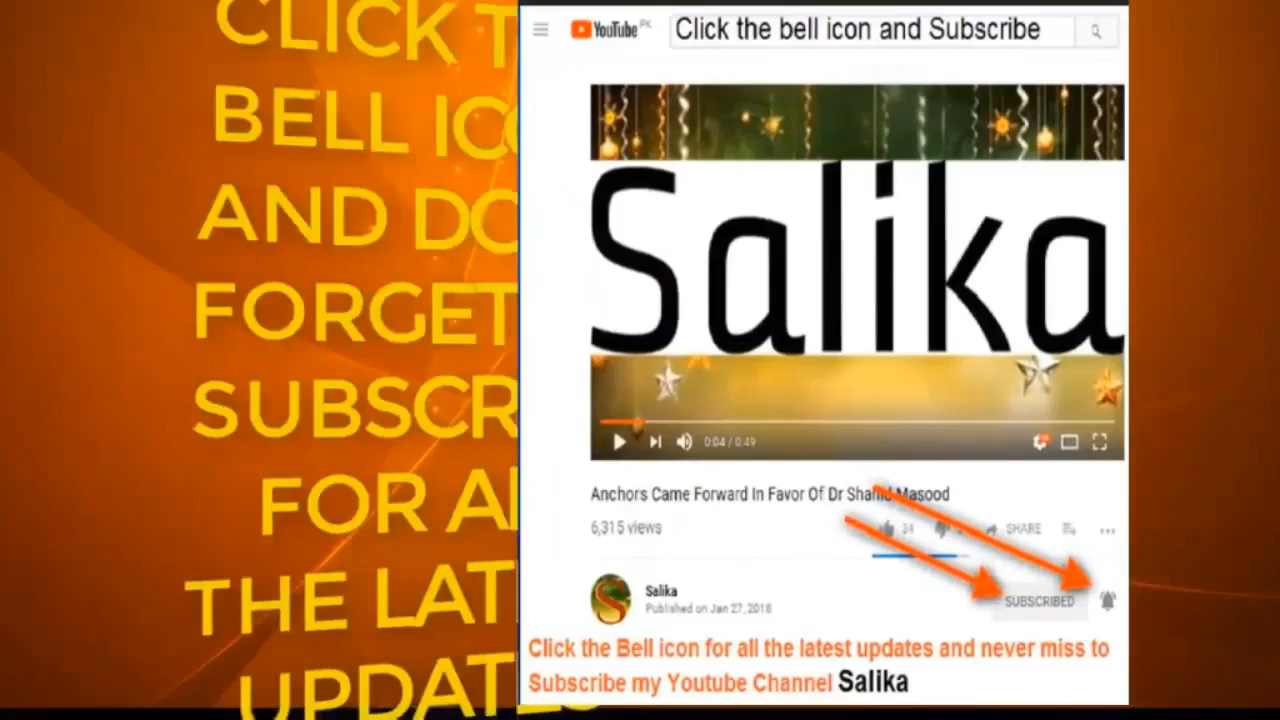 CLICK T
BELL IC
AND DO
FORGET
SUBSCR
FOR A
THE LAT
UPDAT
YouTube PK
Click the bell icon and Subscribe
Salika
0:04 / 0:49
Anchors Came Forward In Favor Of Dr Shahid Masood
6,315 views
34
SHARE
Salika
Published on Jan 27, 2018
SUBSCRIBED
Click the Bell icon for all the latest updates and never miss to
Subscribe my Youtube Channel Salika